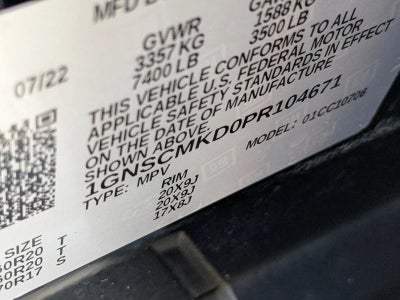 MFD B
GVWR
3357 KG
1588 KG
7400 LB
3500 LB
07/22
THIS VEHICLE CONFORMS TO ALL
APPLICABLE U.S. FEDERAL MOTOR
VEHICLE SAFETY STANDARDS IN EFFECT
ON THE DATE OF MANUFACTURE
SHOWN ABOVE.
1GNSCMKD0PR104671
TYPE: MPV
MODEL: 01CC10706
SIZE
RIM
20X9J
20X9J
17X8J